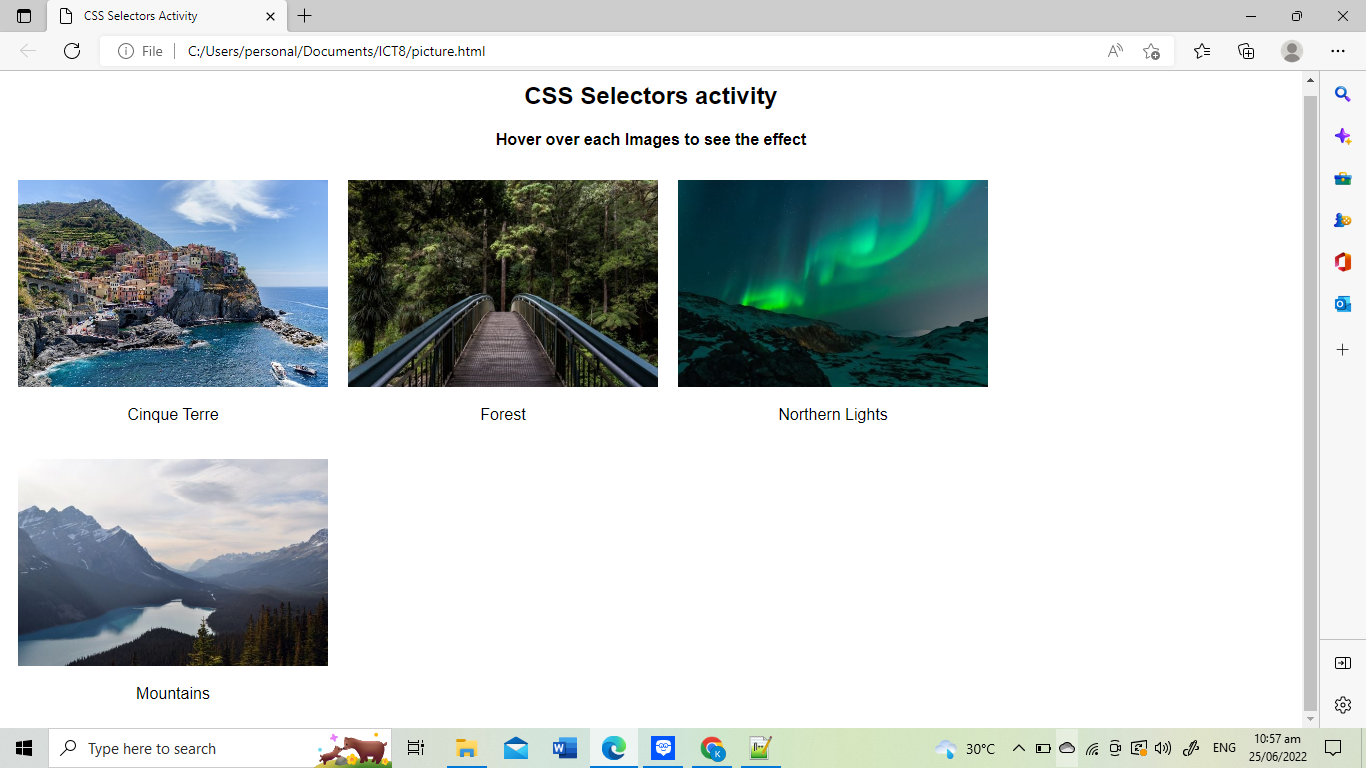 CSS Selectors Activity
File
C:/Users/personal/Documents/ICT8/picture.html
CSS Selectors activity
Hover over each Images to see the effect
Cinque Terre
Forest
Northern Lights
Mountains
Type here to search
30°C
ENG
10:57 am
25/06/2022